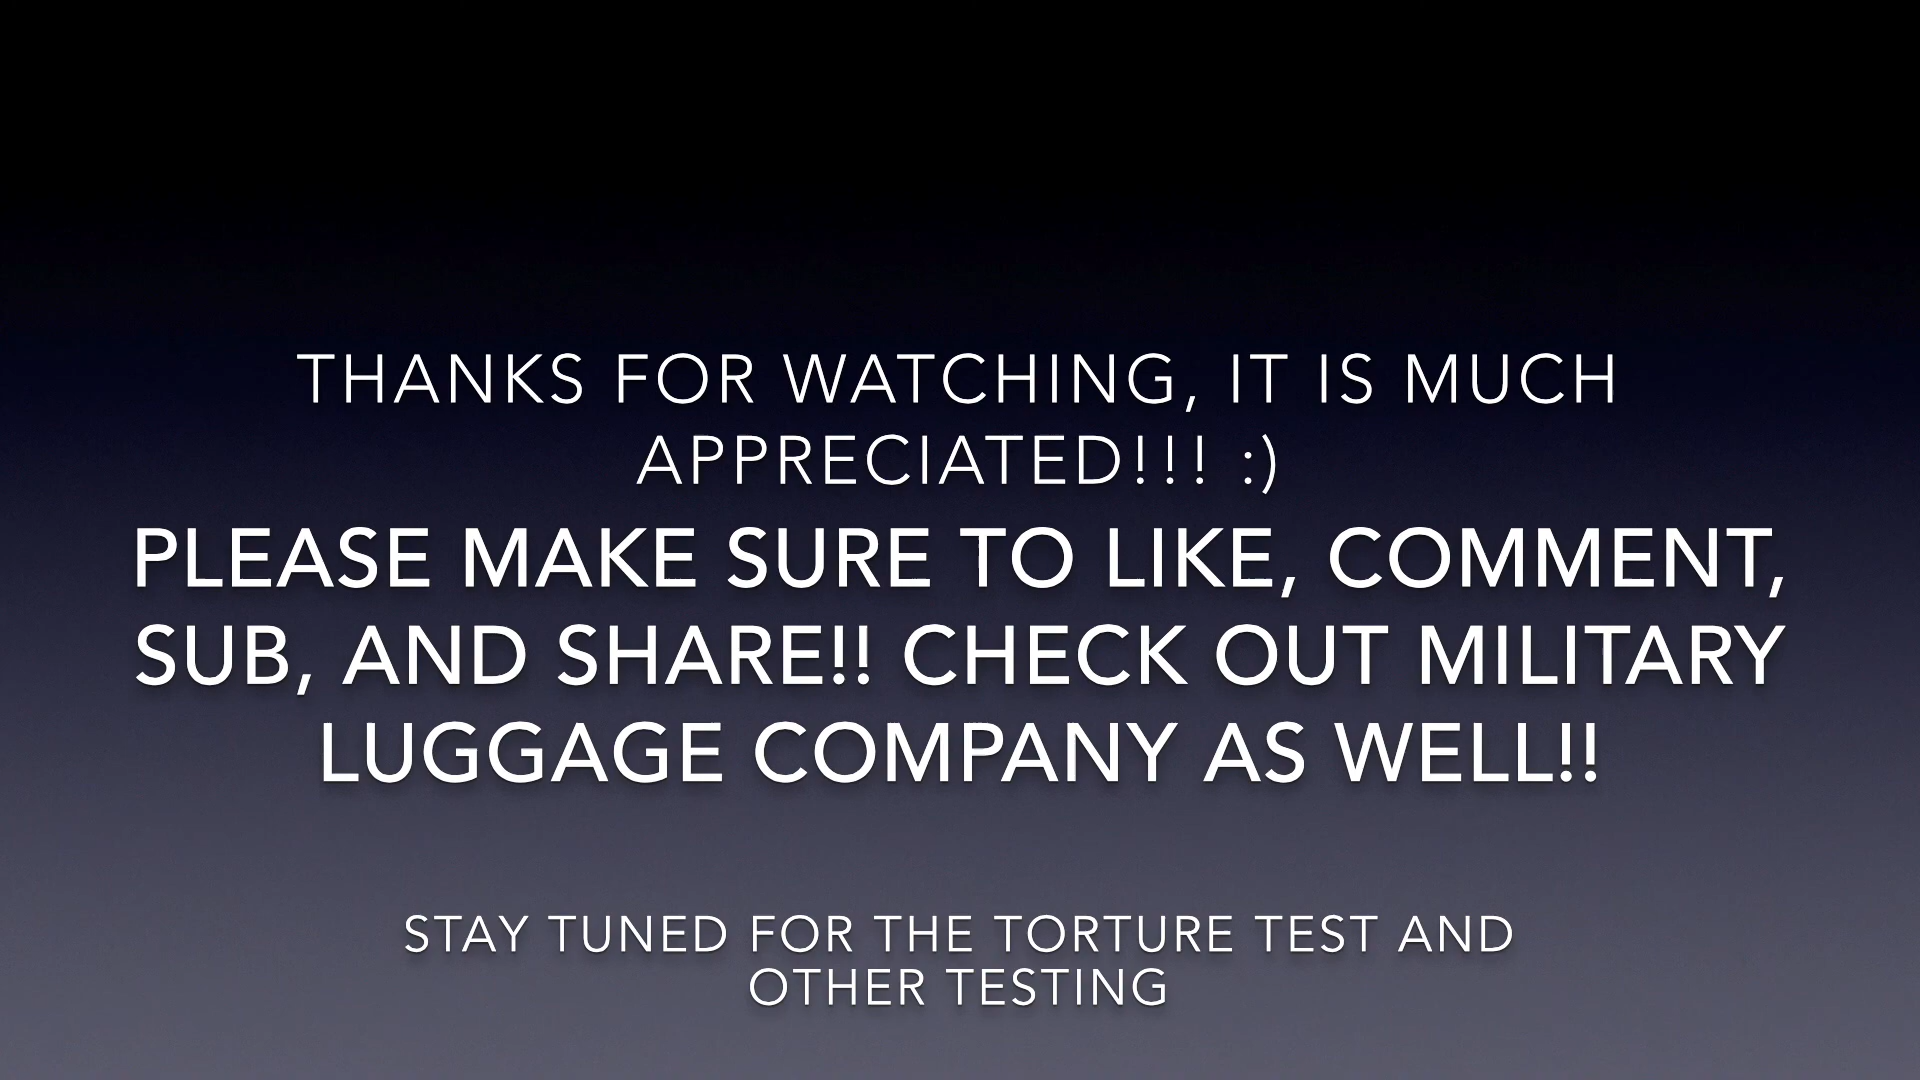 THANKS FOR WATCHING, IT IS MUCH
APPRECIATED!!! :)
PLEASE MAKE SURE TO LIKE, COMMENT,
SUB, AND SHARE!! CHECK OUT MILITARY
LUGGAGE COMPANY AS WELL!!
STAY TUNED FOR THE TORTURE TEST AND
OTHER TESTING